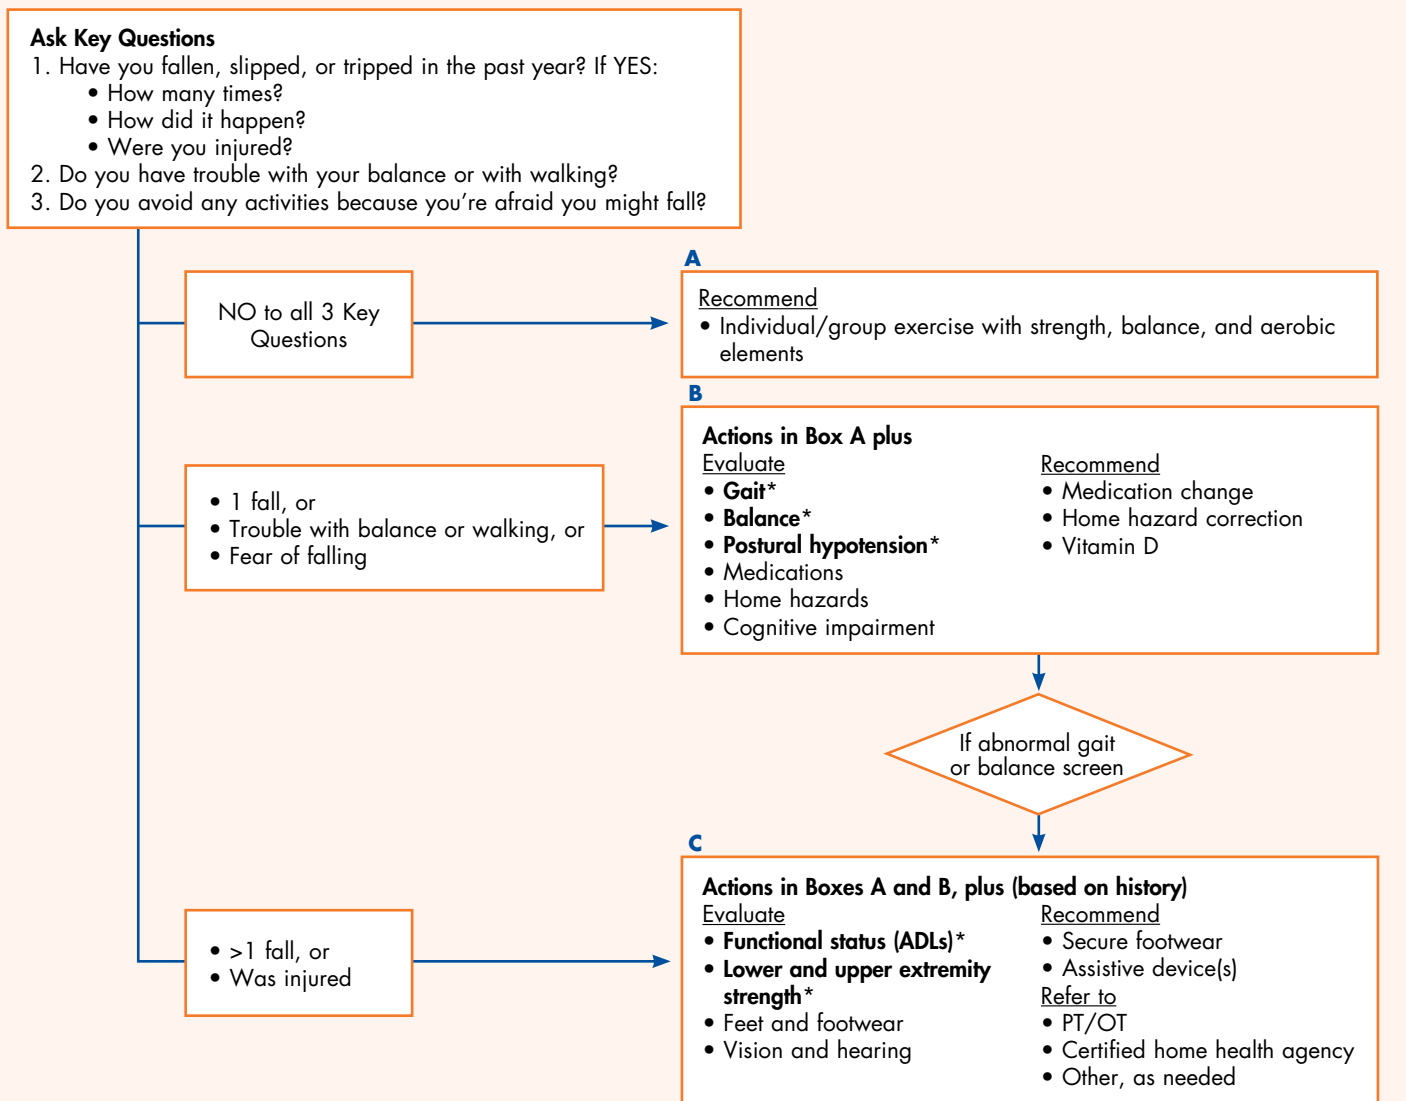 Ask Key Questions
1. Have you fallen, slipped, or tripped in the past year? If YES:
• How many times?
• How did it happen?
• Were you injured?
2. Do you have trouble with your balance or with walking?
3. Do you avoid any activities because you're afraid you might fall?
NO to all 3 Key
Questions
A
Recommend
• Individual/group exercise with strength, balance, and aerobic
elements
• 1 fall, or
• Trouble with balance or walking, or
• Fear of falling
B
Actions in Box A plus
Evaluate
• Gait*
• Balance*
• Postural hypotension*
• Medications
• Home hazards
• Cognitive impairment
Recommend
• Medication change
• Home hazard correction
• Vitamin D
If abnormal gait
or balance screen
• >1 fall, or
• Was injured
C
Actions in Boxes A and B, plus (based on history)
Evaluate
• Functional status (ADLs)*
• Lower and upper extremity
strength*
• Feet and footwear
• Vision and hearing
Recommend
• Secure footwear
• Assistive device(s)
Refer to
• PT/OT
• Certified home health agency
• Other, as needed